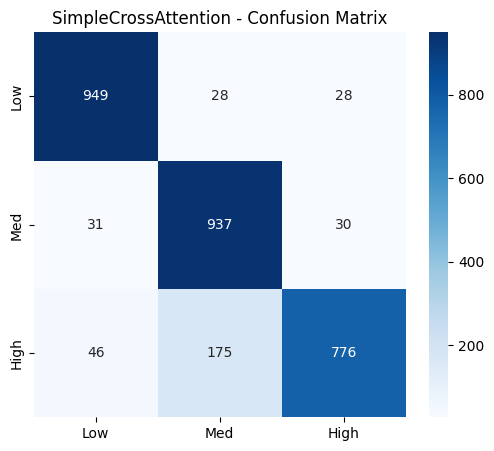 SimpleCrossAttention - Confusion Matrix
Low 949 28 28
Med 31 937 30
High 46 175 776
Low Med High
800
600
400
200